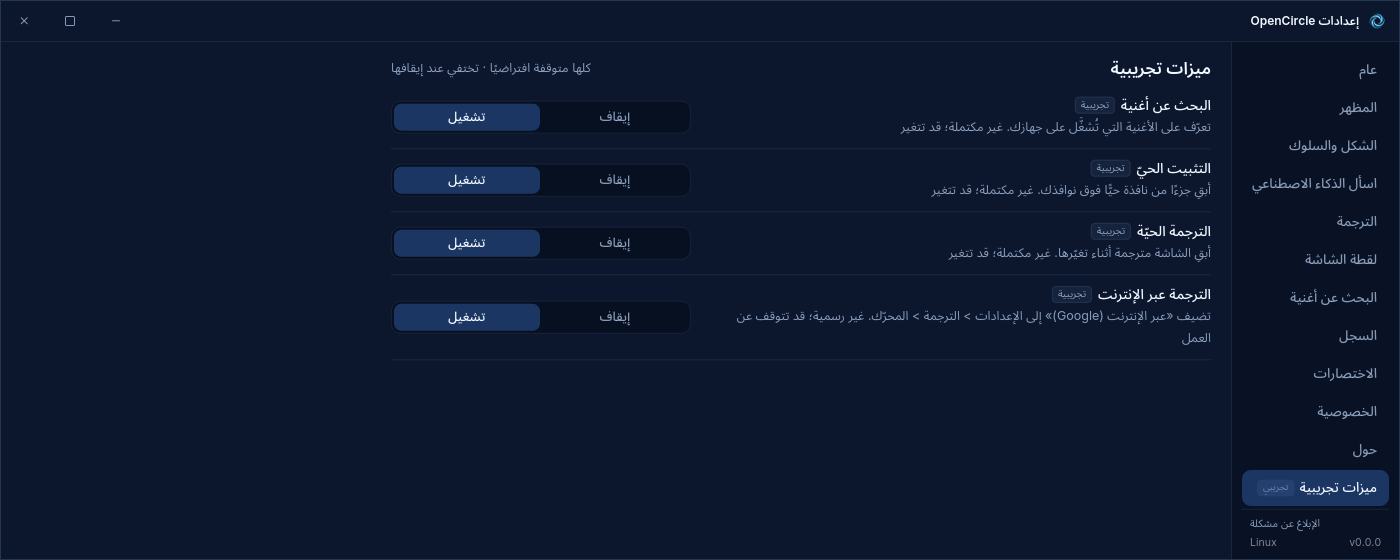 إعدادات OpenCircle
عام
المظهر
الشكل والسلوك
اسأل الذكاء الاصطناعي
الترجمة
لقطة الشاشة
البحث عن أغنية
السجل
الاختصارات
الخصوصية
حول
ميزات تجريبية تجريبي
الإبلاغ عن مشكلة
v0.0.0 Linux
ميزات تجريبية
كلها متوقفة افتراضيًا · تختفي عند إيقافها
البحث عن أغنية تجريبية
تعرّف على الأغنية التي تُشغَّل على جهازك. غير مكتملة؛ قد تتغير
إيقاف تشغيل
التثبيت الحيّ تجريبية
أبقِ جزءًا من نافذة حيًّا فوق نوافذك. غير مكتملة؛ قد تتغير
إيقاف تشغيل
الترجمة الحيّة تجريبية
أبقِ الشاشة مترجمة أثناء تغيّرها. غير مكتملة؛ قد تتغير
إيقاف تشغيل
الترجمة عبر الإنترنت تجريبية
تضيف «عبر الإنترنت (Google)» إلى الإعدادات > الترجمة > المحرّك. غير رسمية؛ قد تتوقف عن
العمل
إيقاف تشغيل